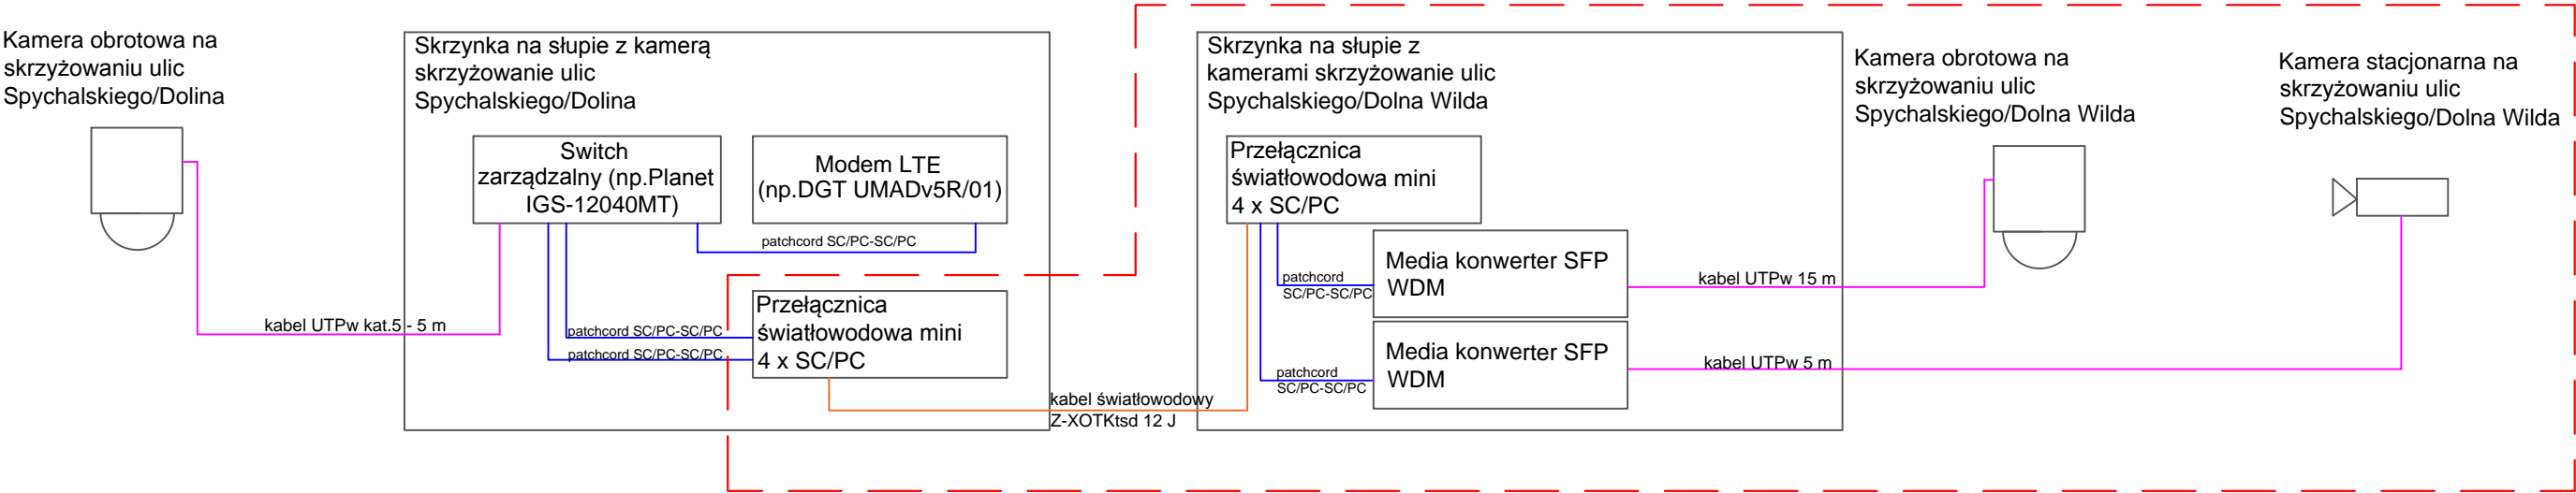 Kamera obrotowa na
skrzyżowaniu ulic
Spychalskiego/Dolina
Skrzynka na słupie z kamerą
skrzyżowanie ulic
Spychalskiego/Dolina
Switch
zarządzalny (np.Planet
IGS-12040MT)
Modem LTE
(np.DGT UMADv5R/01)
patchcord SC/PC-SC/PC
kabel UTPw kat.5 - 5 m
patchcord SC/PC-SC/PC
patchcord SC/PC-SC/PC
Przełącznica
światłowodowa mini
4 x SC/PC
kabel światłowodowy
Z-XOTKtsd 12 J
Skrzynka na słupie z
kamerami skrzyżowanie ulic
Spychalskiego/Dolna Wilda
Przełącznica
światłowodowa mini
4 x SC/PC
patchcord
SC/PC-SC/PC
Media konwerter SFP
WDM
kabel UTPw 15 m
patchcord
SC/PC-SC/PC
Media konwerter SFP
WDM
kabel UTPw 5 m
Kamera obrotowa na
skrzyżowaniu ulic
Spychalskiego/Dolna Wilda
Kamera stacjonarna na
skrzyżowaniu ulic
Spychalskiego/Dolna Wilda